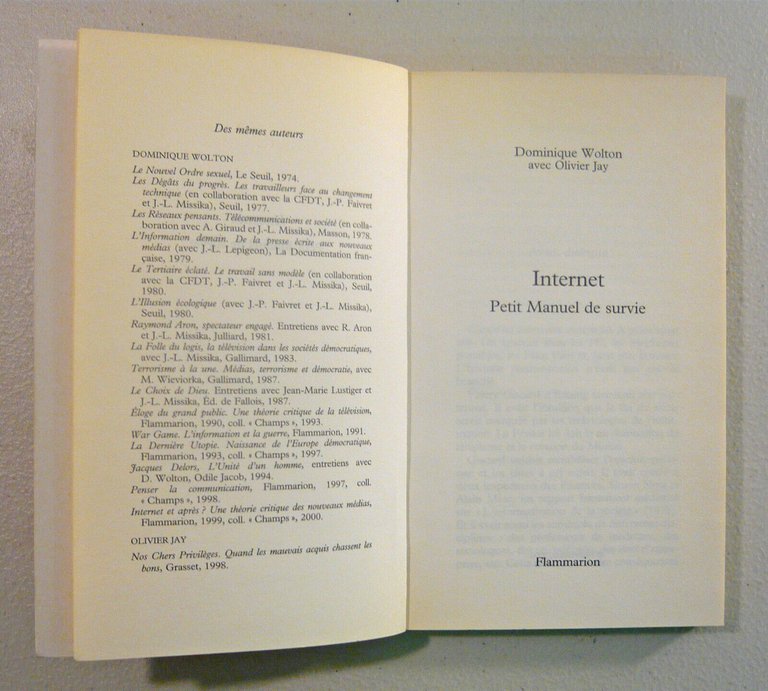 Des mêmes auteurs
DOMINIQUE WOLTON
Le Nouvel Ordre sexuel, Le Seuil, 1974.
Les Dégâts du progrès. Les travailleurs face au changement
technique (en collaboration avec la CFDT, J.-P. Faivret
et J.-L. Missika), Seuil, 1977.
Les Réseaux pensants. Télécommunications et société (en colla-
boration avec A. Giraud et J.-L. Missika), Masson, 1978.
L'Information demain. De la presse écrite aux nouveaux
médias (avec J.-L. Lepigeon), La Documentation fran-
çaise, 1979.
Le Tertiaire éclaté. Le travail sans modèle (en collaboration
avec la CFDT, J.-P. Faivret et J.-L. Missika), Seuil,
1980.
L'Illusion écologique (avec J.-P. Faivret et J.-L. Missika),
Seuil, 1980.
Raymond Aron, spectateur engagé. Entretiens avec R. Aron
et J.-L. Missika, Julliard, 1981.
La Folle du logis, la télévision dans les sociétés démocratiques,
avec J.-L. Missika, Gallimard, 1983.
Terrorisme à la une. Médias, terrorisme et démocratie, avec
M. Wieviorka, Gallimard, 1987.
Le Choix de Dieu. Entretiens avec Jean-Marie Lustiger et
J.-L. Missika, Éd. de Fallois, 1987.
Éloge du grand public. Une théorie critique de la télévision,
Flammarion, 1990, coll. « Champs », 1993.
War Game. L'information et la guerre, Flammarion, 1991.
La Dernière Utopie. Naissance de l'Europe démocratique,
Flammarion, 1993, coll. « Champs », 1997.
Jacques Delors, L'Unité d'un homme, entretiens avec
D. Wolton, Odile Jacob, 1994.
Penser la communication, Flammarion, 1997, coll.
« Champs », 1998.
Internet et après ? Une théorie critique des nouveaux médias,
Flammarion, 1999, coll. « Champs », 2000.
OLIVIER JAY
Nos Chers Privilèges. Quand les mauvais acquis chassent les
bons, Grasset, 1998.
Dominique Wolton
avec Olivier Jay
Internet
Petit Manuel de survie
Flammarion